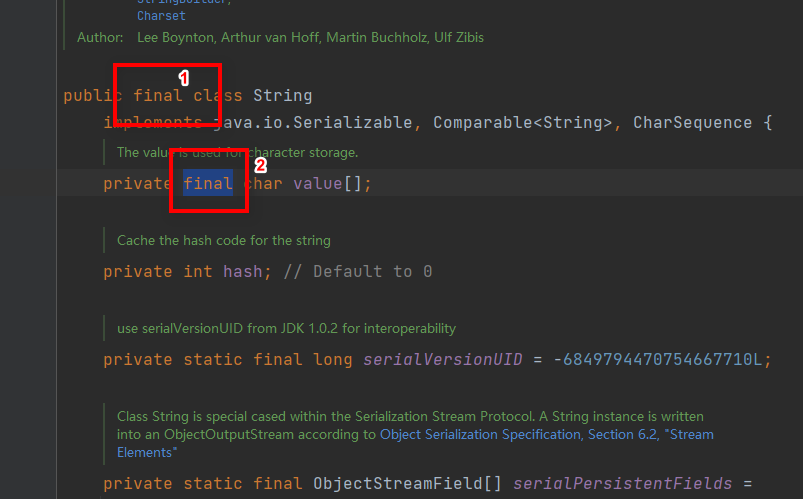 StringBuilder,
Charset
Author: Lee Boynton, Arthur van Hoff, Martin Buchholz, Ulf Zibis
1
public final class String
implements java.io.Serializable, Comparable<String>, CharSequence {
The value is used for character storage.
2
private final char value[];
Cache the hash code for the string
private int hash; // Default to 0
use serialVersionUID from JDK 1.0.2 for interoperability
private static final long serialVersionUID = -6849794470754667710L;
Class String is special cased within the Serialization Stream Protocol. A String instance is written
into an ObjectOutputStream according to Object Serialization Specification, Section 6.2, "Stream
Elements"
private static final ObjectStreamField[] serialPersistentFields =